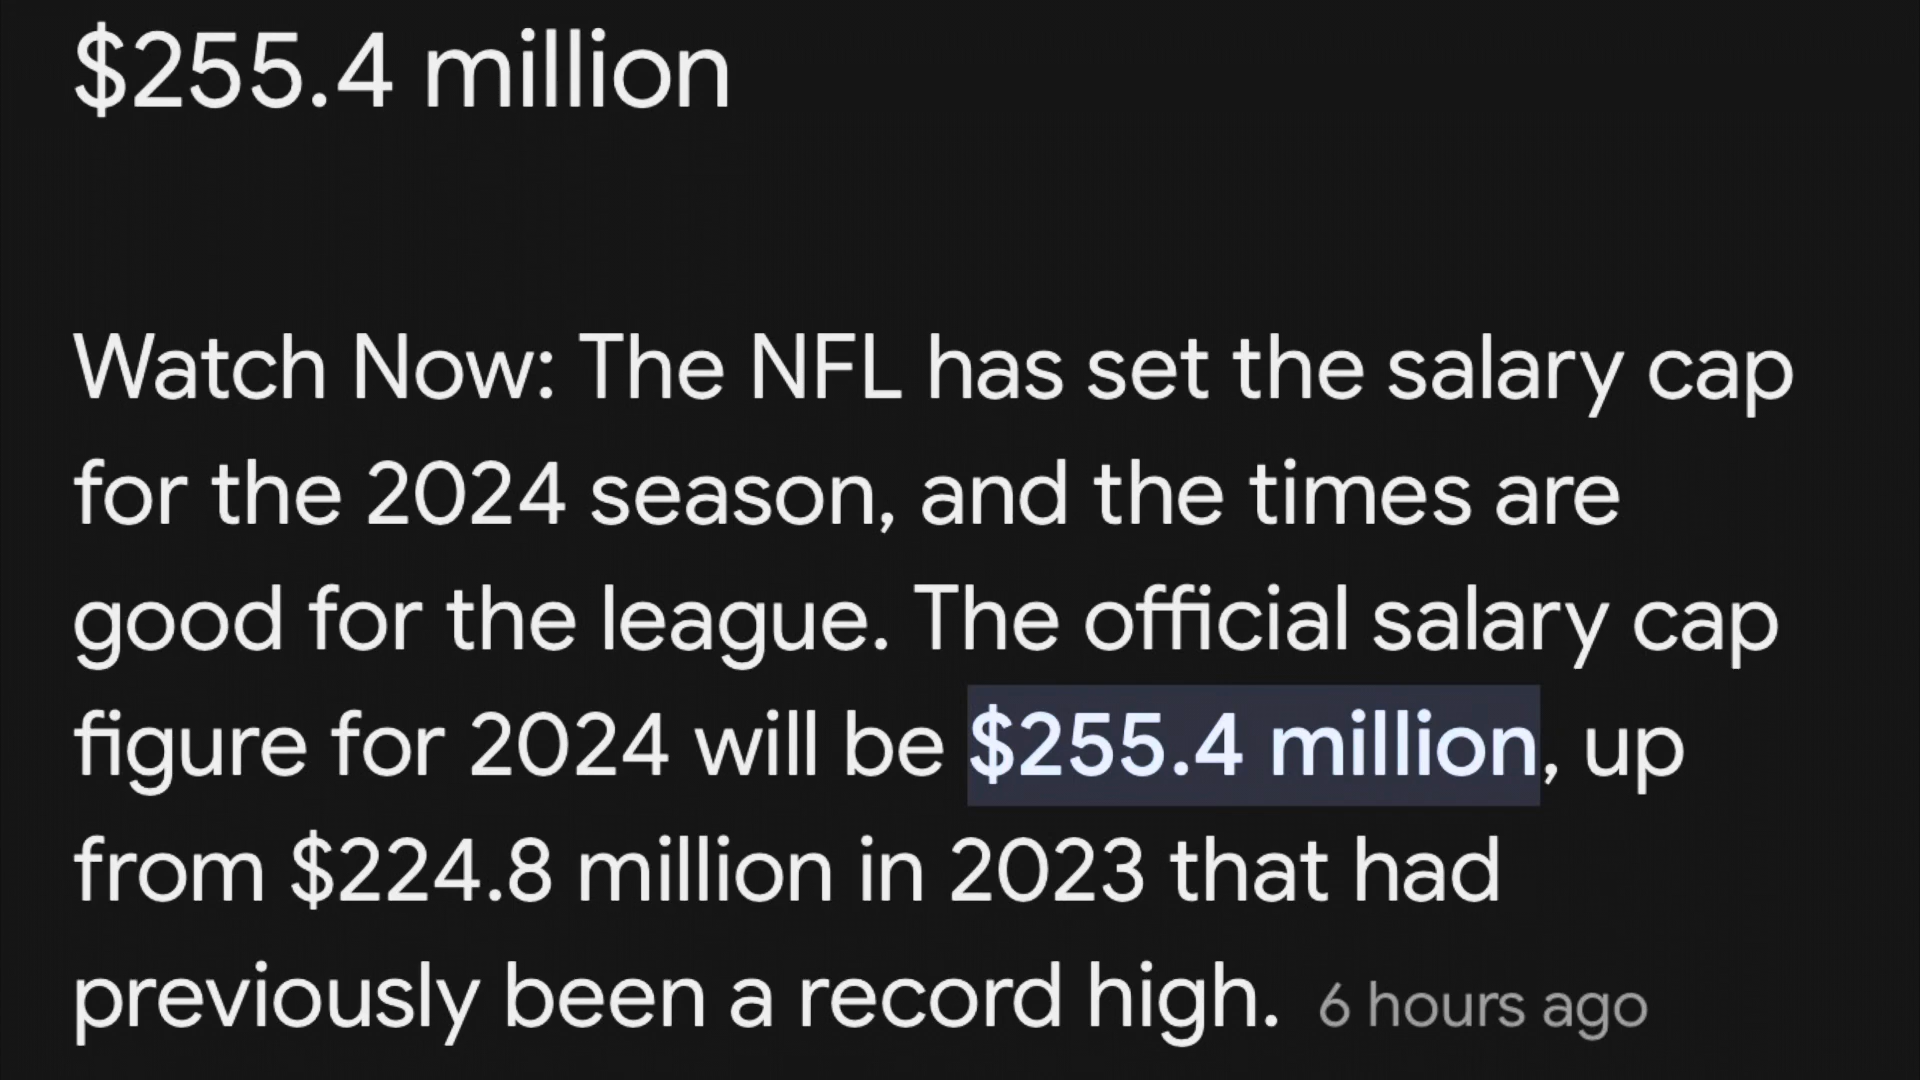 $255.4 million
Watch Now: The NFL has set the salary cap
for the 2024 season, and the times are
good for the league. The official salary cap
figure for 2024 will be $255.4 million, up
from $224.8 million in 2023 that had
previously been a record high. 6 hours ago